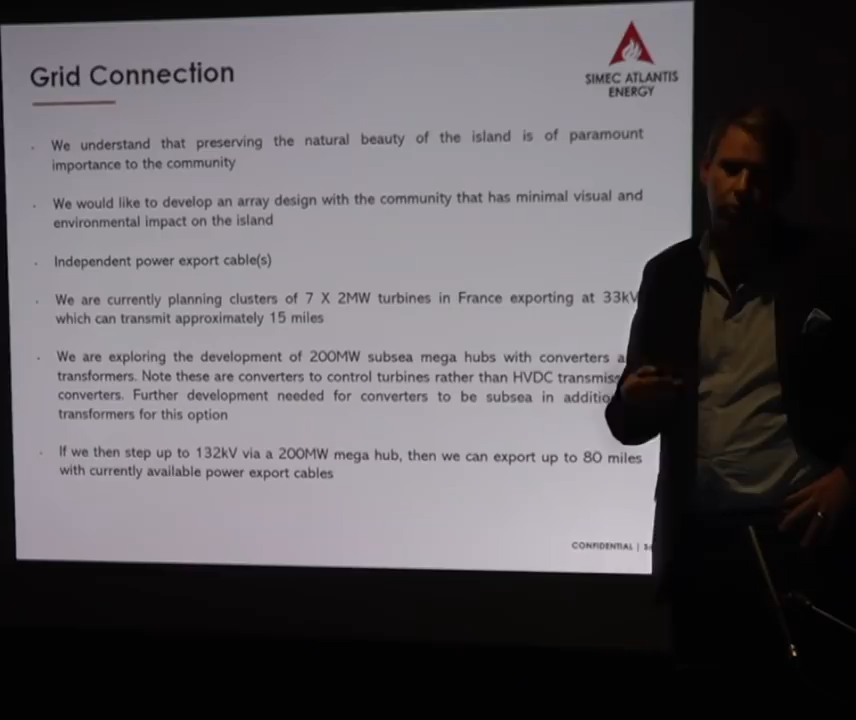 Grid Connection
SIMEC ATLANTIS
ENERGY
We understand that preserving the natural beauty of the island is of paramount
importance to the community
We would like to develop an array design with the community that has minimal visual and
environmental impact on the island
Independent power export cable(s)
We are currently planning clusters of 7 X 2MW turbines in France exporting at 33kV
which can transmit approximately 15 miles
We are exploring the development of 200MW subsea mega hubs with converters
transformers. Note these are converters to control turbines rather than HVDC
converters. Further development needed for converters to be subsea in
transformers for this option
If we then step up to 132kV via a 200MW mega hub, then we can export up to 80 miles
with currently available power export cables
CONFIDENTIAL |